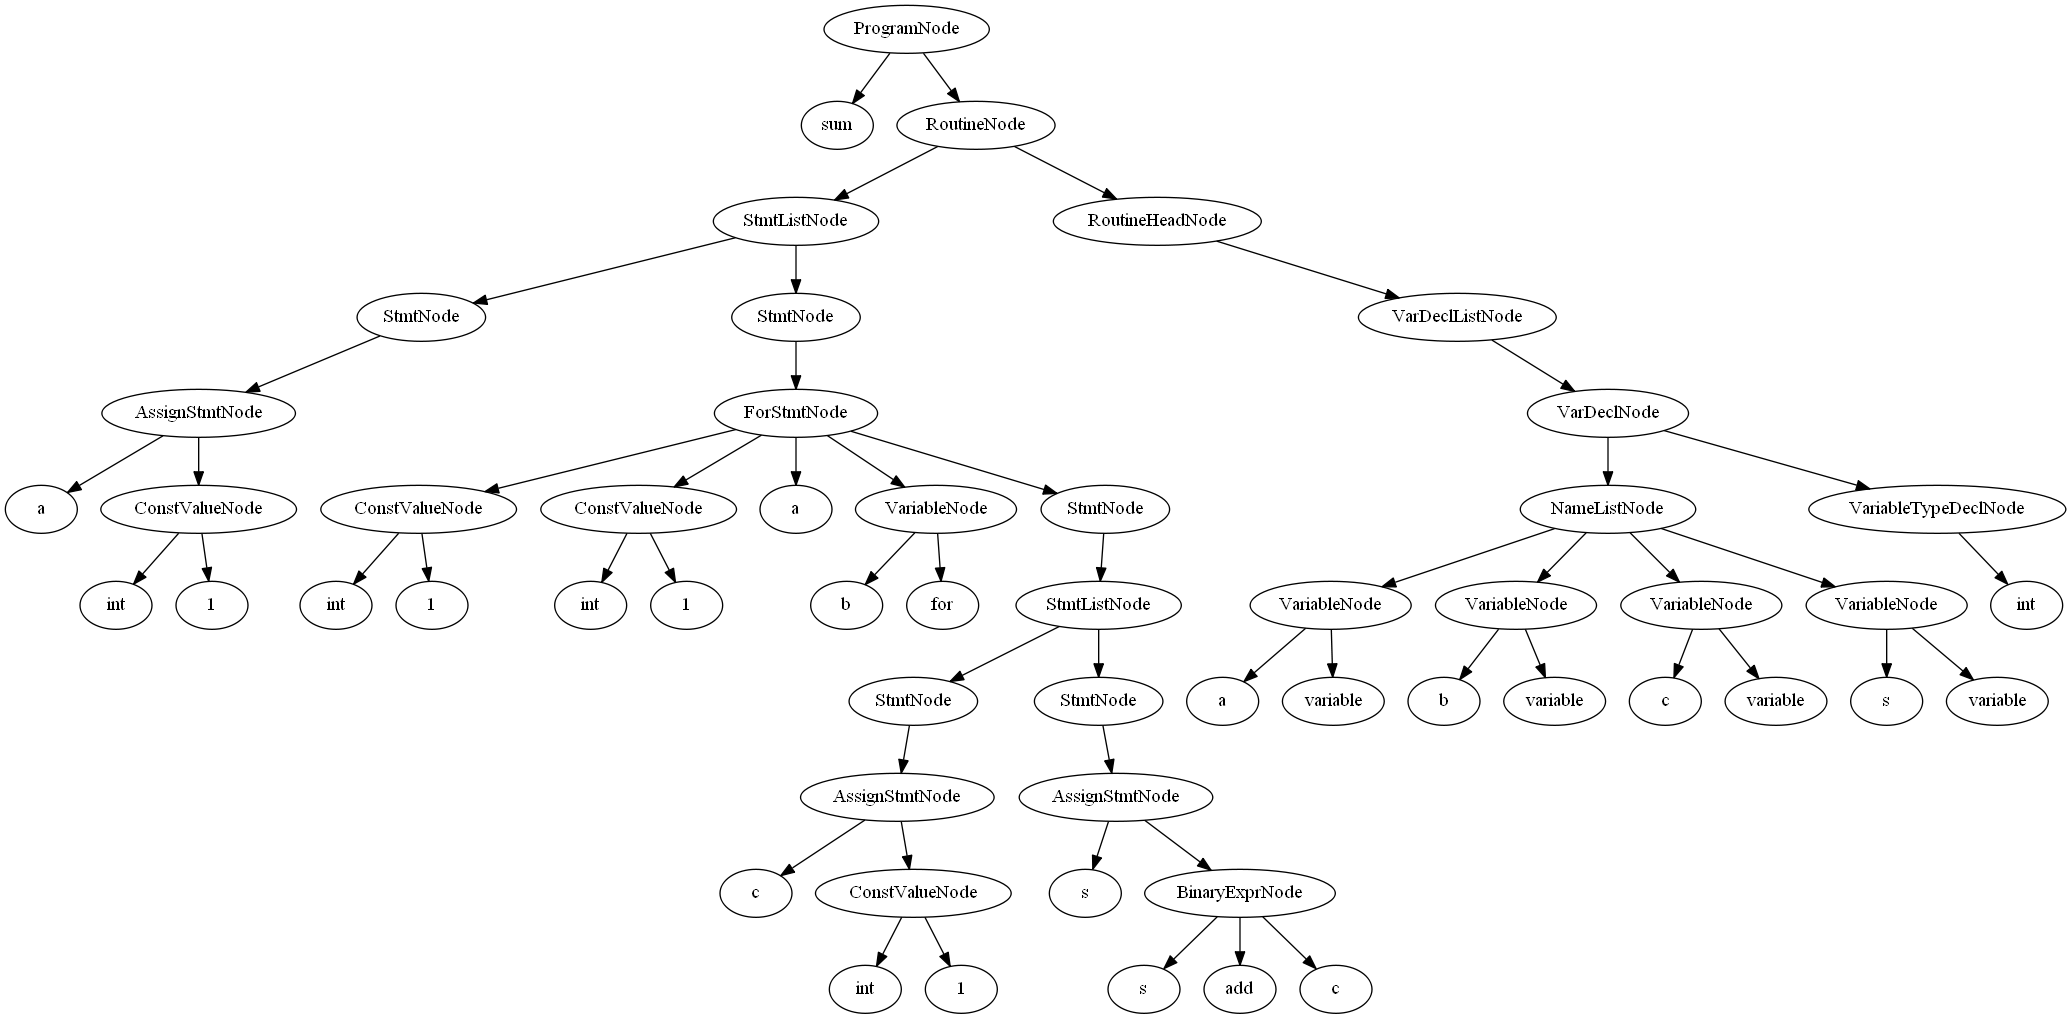 ProgramNode
sum
RoutineNode
StmtListNode
RoutineHeadNode
StmtNode
StmtNode
VarDeclListNode
AssignStmtNode
ForStmtNode
VarDeclNode
a
ConstValueNode
ConstValueNode
ConstValueNode
a
VariableNode
StmtNode
NameListNode
VariableTypeDeclNode
int
1
int
1
int
1
b
for
StmtListNode
VariableNode
VariableNode
VariableNode
VariableNode
int
StmtNode
StmtNode
a
variable
b
variable
c
variable
s
variable
AssignStmtNode
AssignStmtNode
c
ConstValueNode
s
BinaryExprNode
int
1
s
add
c